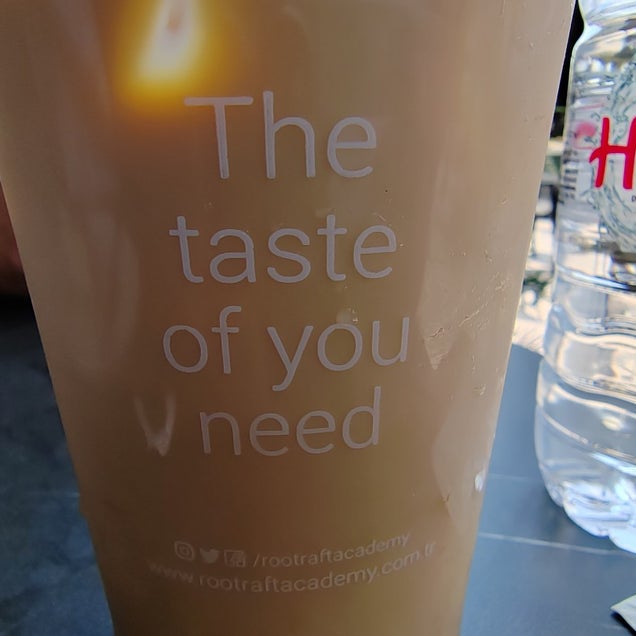 The
taste
of you
need
/rootraftacademy
www.rootraftacademy.com.tr
H